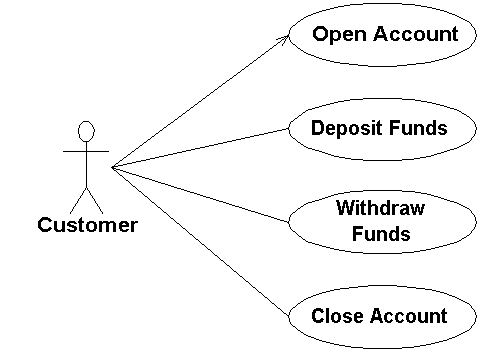 Open Account
Deposit Funds
Withdraw
Funds
Customer
Close Account